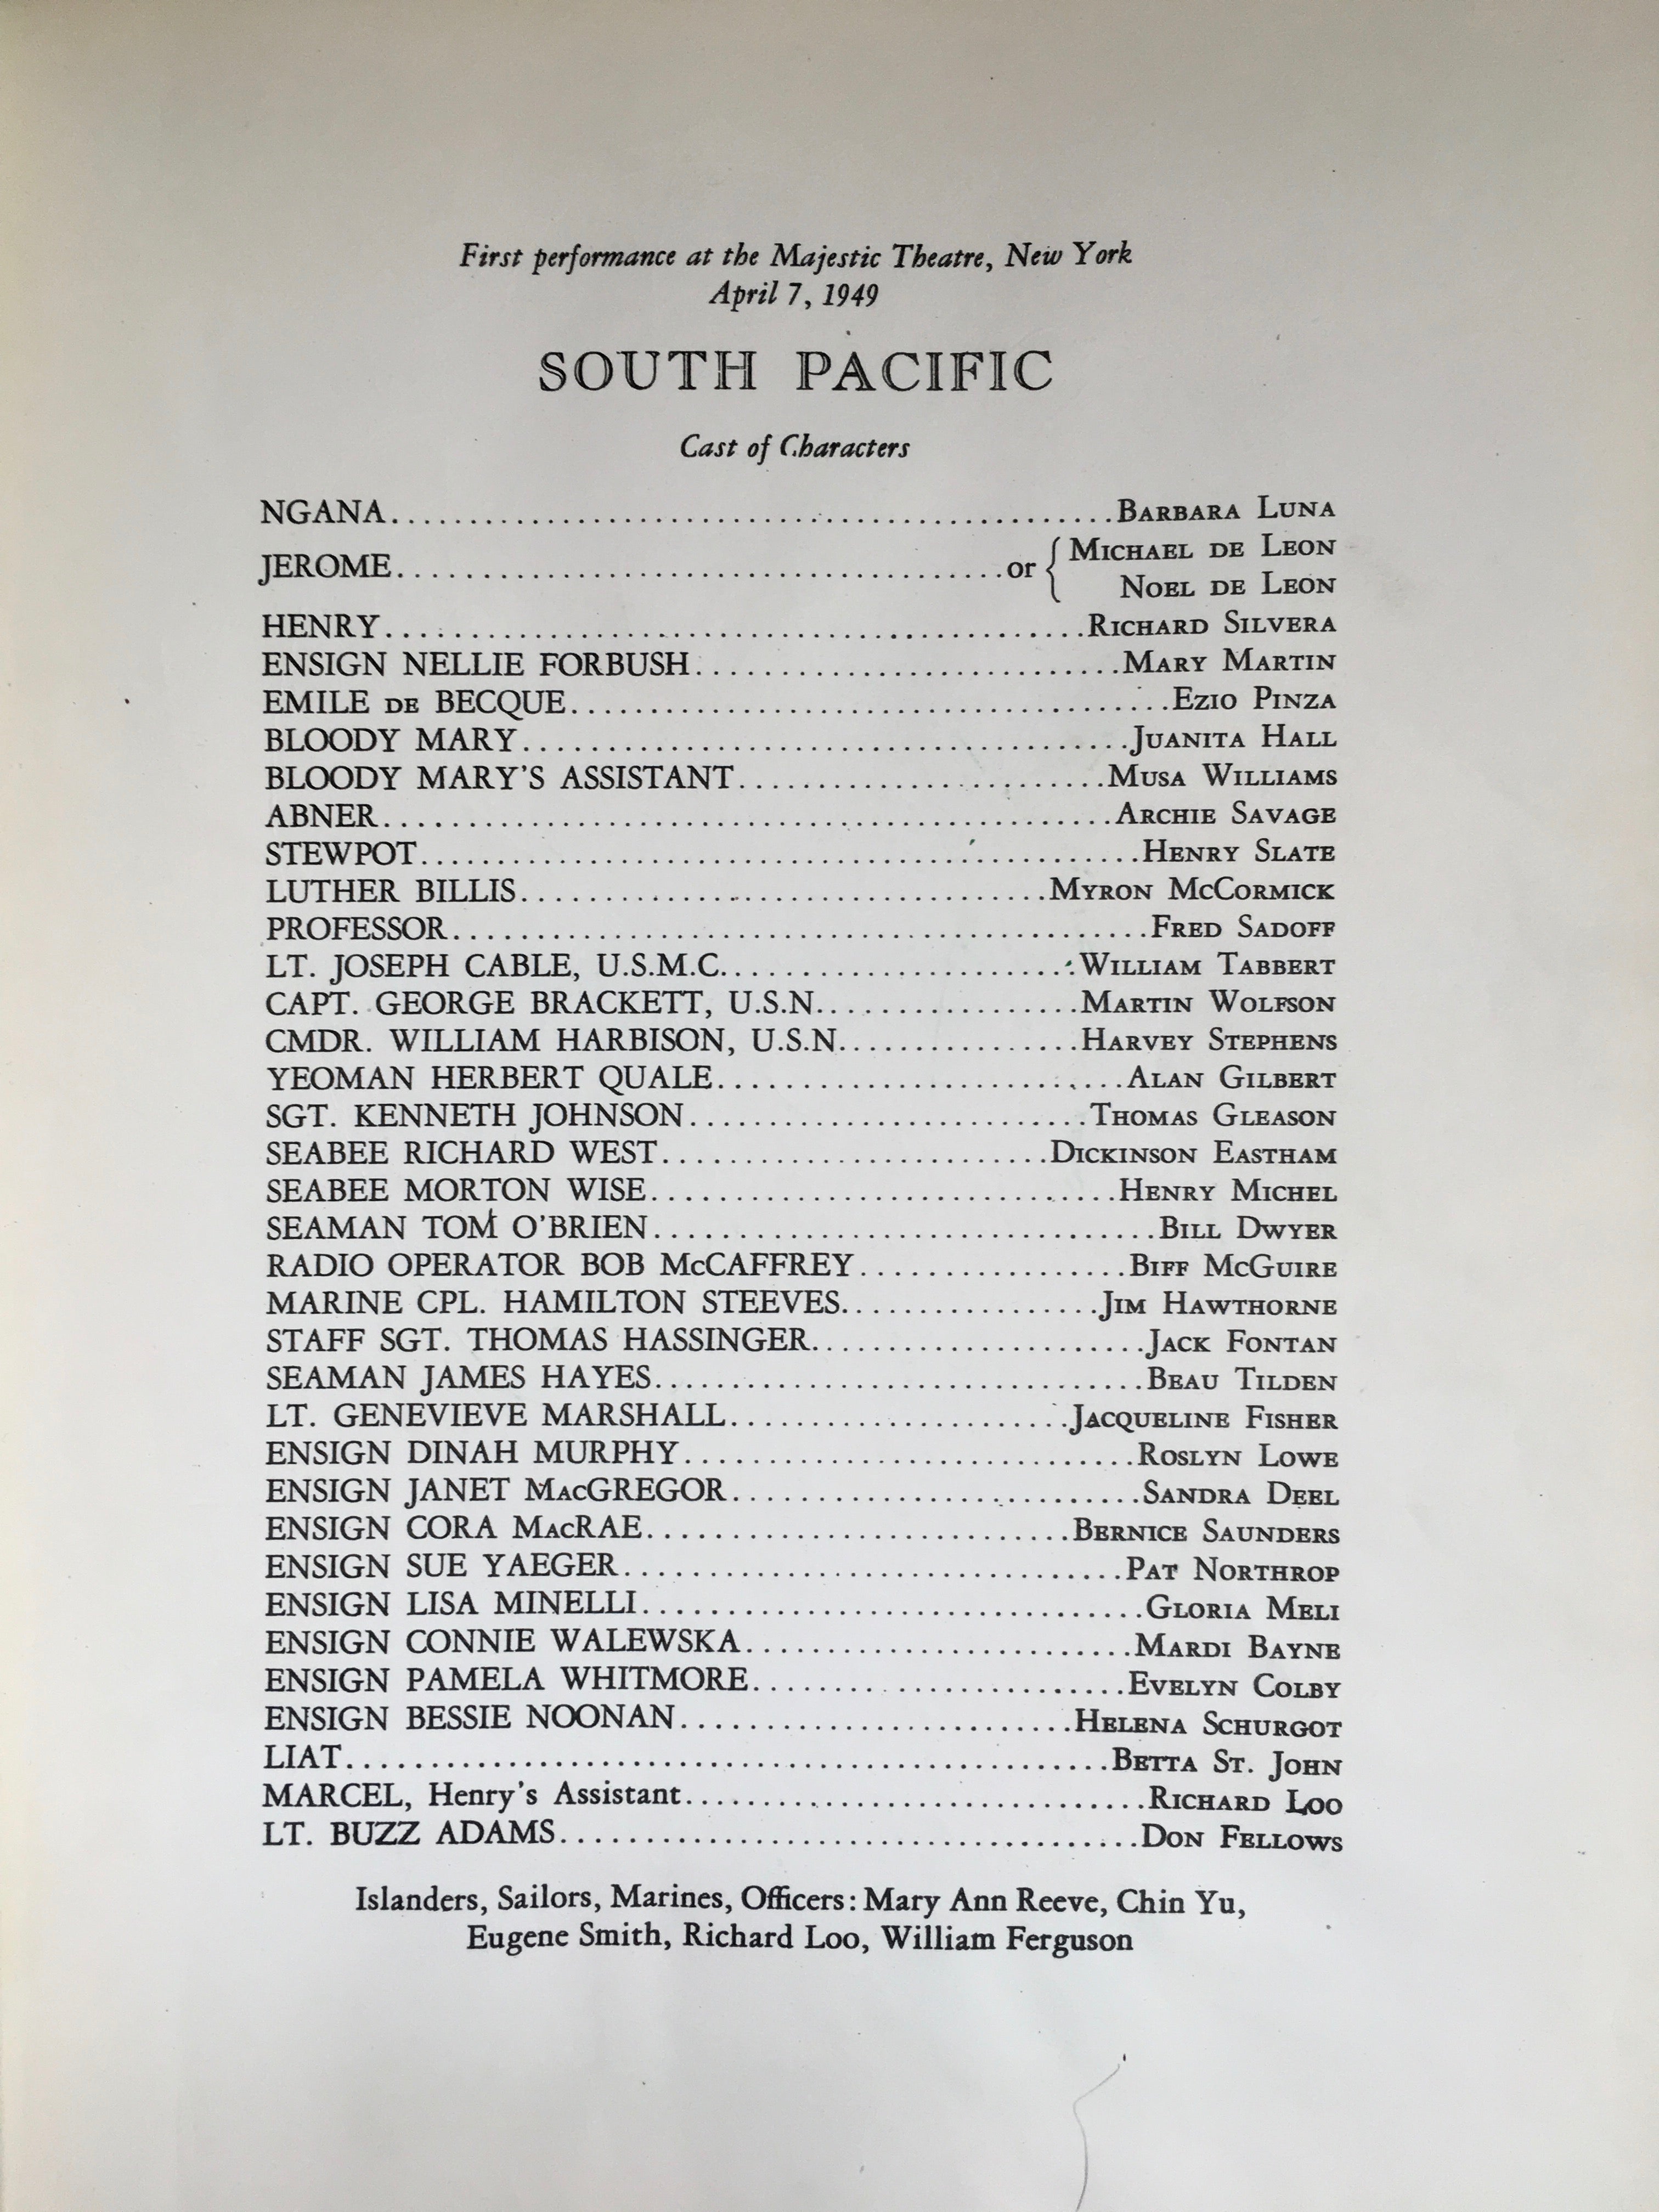 First performance at the Majestic Theatre, New York
April 7, 1949
SOUTH PACIFIC
Cast of Characters
NGANA.............................................Barbara Luna
JEROME.......................................or { Michael de Leon
Noel de Leon
HENRY............................................Richard Silvera
ENSIGN NELLIE FORBUSH...........................Mary Martin
EMILE DE BECQUE......................................Ezio Pinza
BLOODY MARY.......................................Juanita Hall
BLOODY MARY'S ASSISTANT.......................Musa Williams
ABNER..............................................Archie Savage
STEWPOT..............................................Henry Slate
LUTHER BILLIS.................................Myron McCormick
PROFESSOR............................................Fred Sadoff
LT. JOSEPH CABLE, U.S.M.C.......................William Tabbert
CAPT. GEORGE BRACKETT, U.S.N.................Martin Wolfson
CMDR. WILLIAM HARBISON, U.S.N...............Harvey Stephens
YEOMAN HERBERT QUALE..........................Alan Gilbert
SGT. KENNETH JOHNSON.........................Thomas Gleason
SEABEE RICHARD WEST.........................Dickinson Eastham
SEABEE MORTON WISE..............................Henry Michel
SEAMAN TOM O'BRIEN................................Bill Dwyer
RADIO OPERATOR BOB McCAFFREY.................Biff McGuire
MARINE CPL. HAMILTON STEEVES.................Jim Hawthorne
STAFF SGT. THOMAS HASSINGER......................Jack Fontan
SEAMAN JAMES HAYES................................Beau Tilden
LT. GENEVIEVE MARSHALL......................Jacqueline Fisher
ENSIGN DINAH MURPHY.............................Roslyn Lowe
ENSIGN JANET MacGREGOR..........................Sandra Deel
ENSIGN CORA MacRAE...........................Bernice Saunders
ENSIGN SUE YAEGER................................Pat Northrop
ENSIGN LISA MINELLI................................Gloria Meli
ENSIGN CONNIE WALEWSKA.........................Mardi Bayne
ENSIGN PAMELA WHITMORE........................Evelyn Colby
ENSIGN BESSIE NOONAN.........................Helena Schurgot
LIAT................................................Betta St. John
MARCEL, Henry's Assistant.............................Richard Loo
LT. BUZZ ADAMS.....................................Don Fellows
Islanders, Sailors, Marines, Officers: Mary Ann Reeve, Chin Yu,
Eugene Smith, Richard Loo, William Ferguson